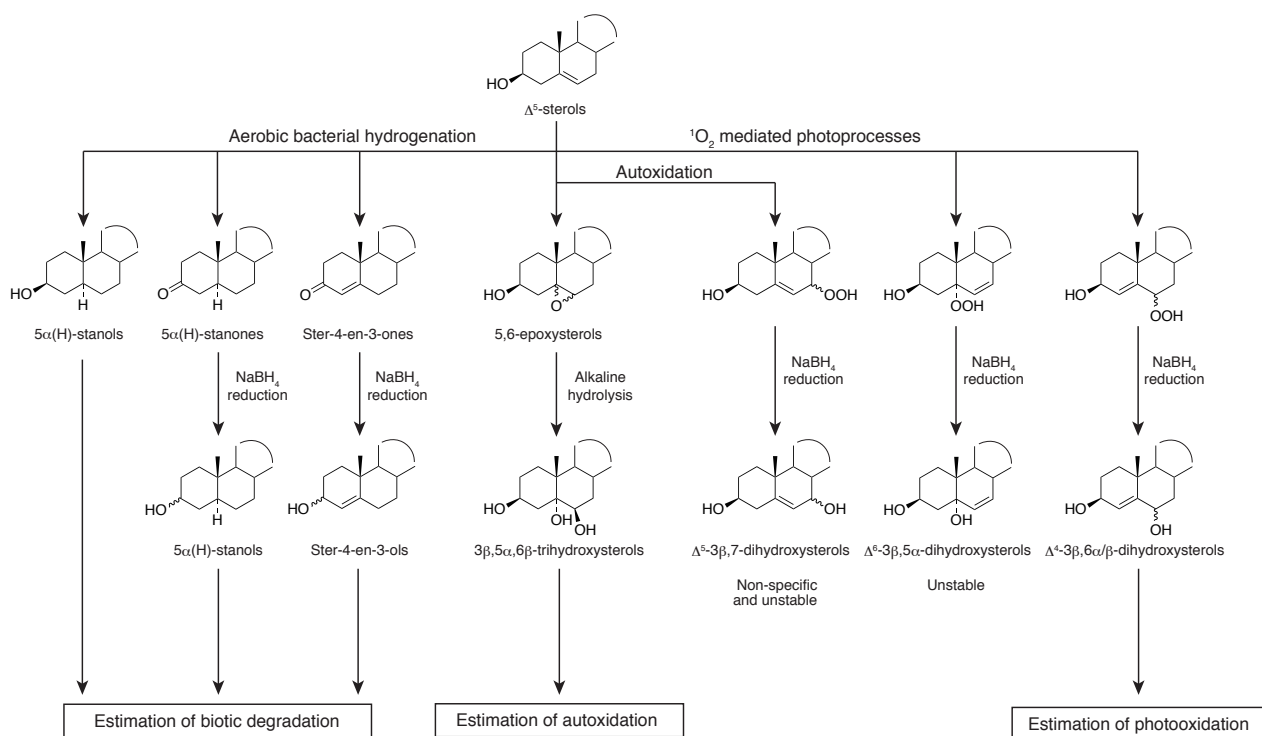 HO
Δ⁵-sterols
Aerobic bacterial hydrogenation
¹O₂ mediated photoprocesses
Autoxidation
HO
H
O
H
O
HO
O
HO
OOH
HO
OOH
HO
OOH
5α(H)-stanols
5α(H)-stanones
Ster-4-en-3-ones
5,6-epoxysterols
NaBH₄
reduction
NaBH₄
reduction
Alkaline
hydrolysis
NaBH₄
reduction
NaBH₄
reduction
NaBH₄
reduction
HO
H
HO
HO
OH
OH
HO
OH
HO
OH
HO
OH
5α(H)-stanols
Ster-4-en-3-ols
3β,5α,6β-trihydroxysterols
Δ⁵-3β,7-dihydroxysterols
Δ⁶-3β,5α-dihydroxysterols
Δ⁴-3β,6α/β-dihydroxysterols
Non-specific
and unstable
Unstable
Estimation of biotic degradation
Estimation of autoxidation
Estimation of photooxidation